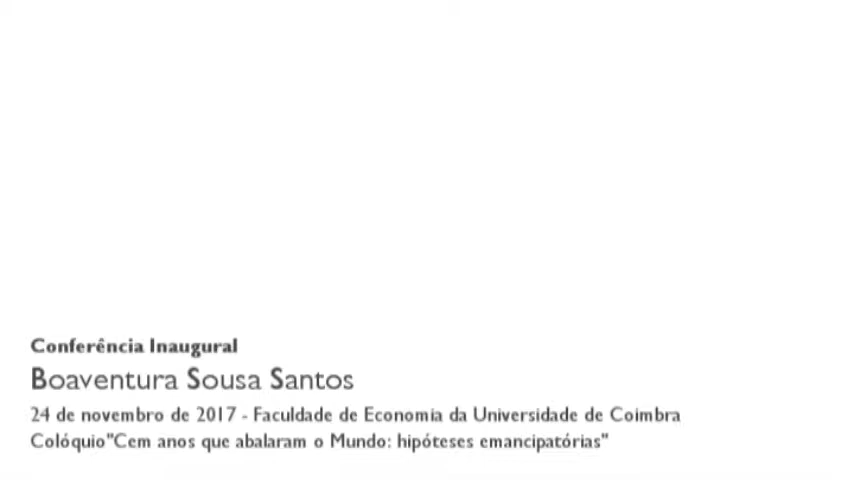 Conferência Inaugural
Boaventura Sousa Santos
24 de novembro de 2017 - Faculdade de Economia da Universidade de Coimbra
Colóquio"Cem anos que abalaram o Mundo: hipóteses emancipatórias"